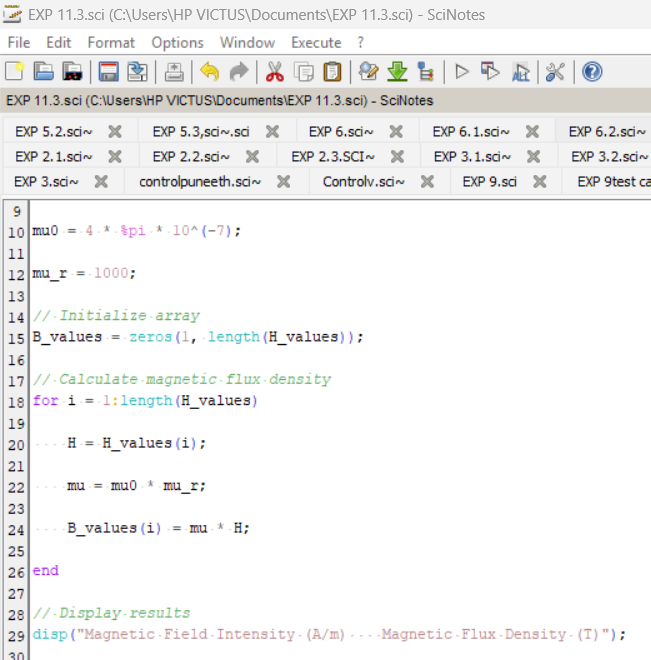 EXP 11.3.sci (C:\Users\HP VICTUS\Documents\EXP 11.3.sci) - SciNotes
File Edit Format Options Window Execute ?
EXP 11.3.sci (C:\Users\HP VICTUS\Documents\EXP 11.3.sci) - SciNotes
EXP 5.2.sci~ EXP 5.3,sci~.sci EXP 6.sci~ EXP 6.1.sci~ EXP 6.2.sci~
EXP 2.1.sci~ EXP 2.2.sci~ EXP 2.3.SCI~ EXP 3.1.sci~ EXP 3.2.sci~
EXP 3.sci~ controlpuneeth.sci~ Controlv.sci~ EXP 9.sci EXP 9test ca
9
10 mu0 = 4 * %pi * 10^(-7);
11
12 mu_r = 1000;
13
14 // Initialize array
15 B_values = zeros(1, length(H_values));
16
17 // Calculate magnetic flux density
18 for i = 1:length(H_values)
19
20 H = H_values(i);
21
22 mu = mu0 * mu_r;
23
24 B_values(i) = mu * H;
25
26 end
27
28 // Display results
29 disp("Magnetic Field Intensity (A/m) Magnetic Flux Density (T)");
30